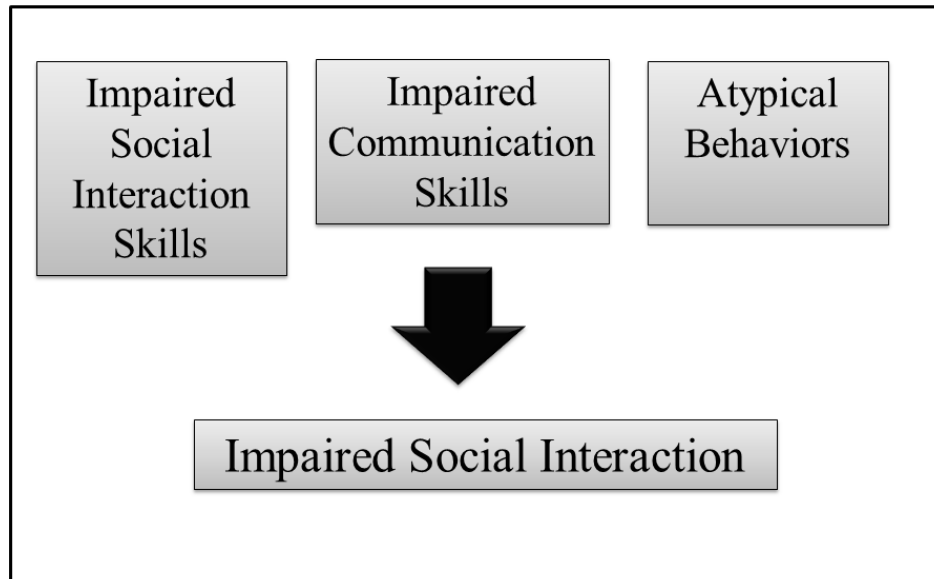 Impaired
Social
Interaction
Skills
Impaired
Communication
Skills
Atypical
Behaviors
Impaired Social Interaction